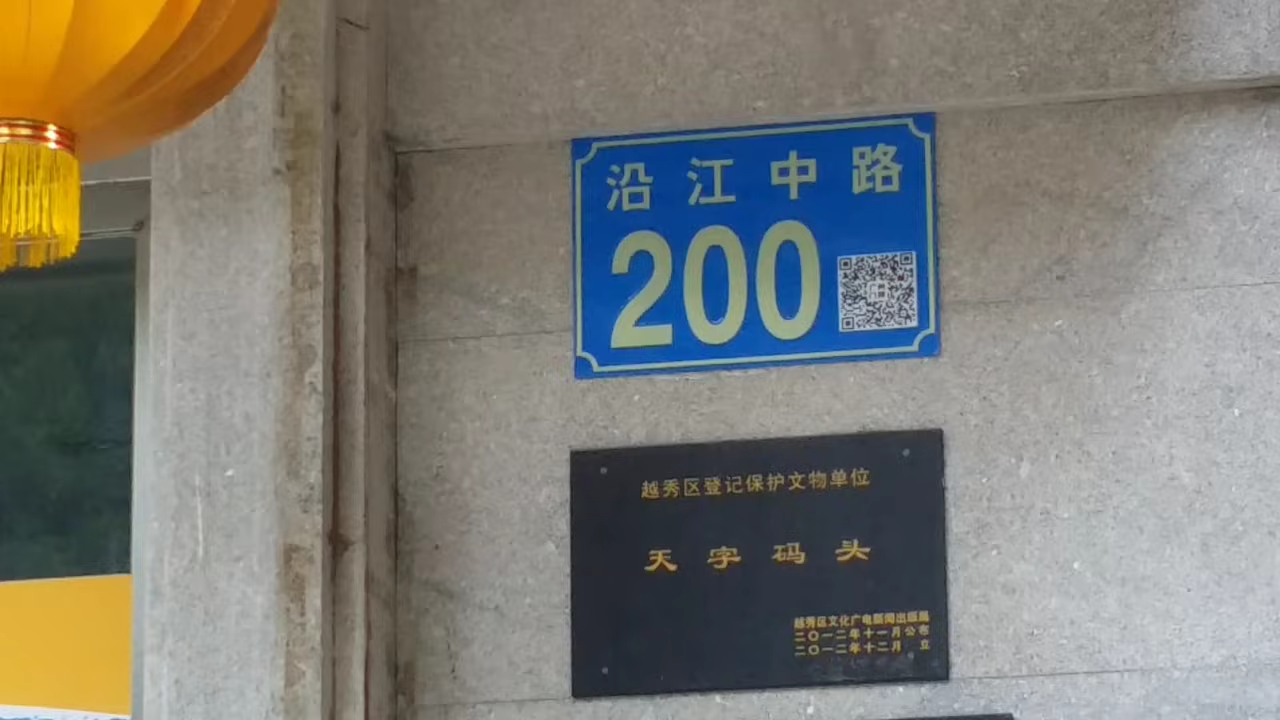 沿江中路
200
越秀区登记保护文物单位
天字码头
越秀区文化广电新闻出版局
二〇一二年十一月公布
二〇一二年十二月 立